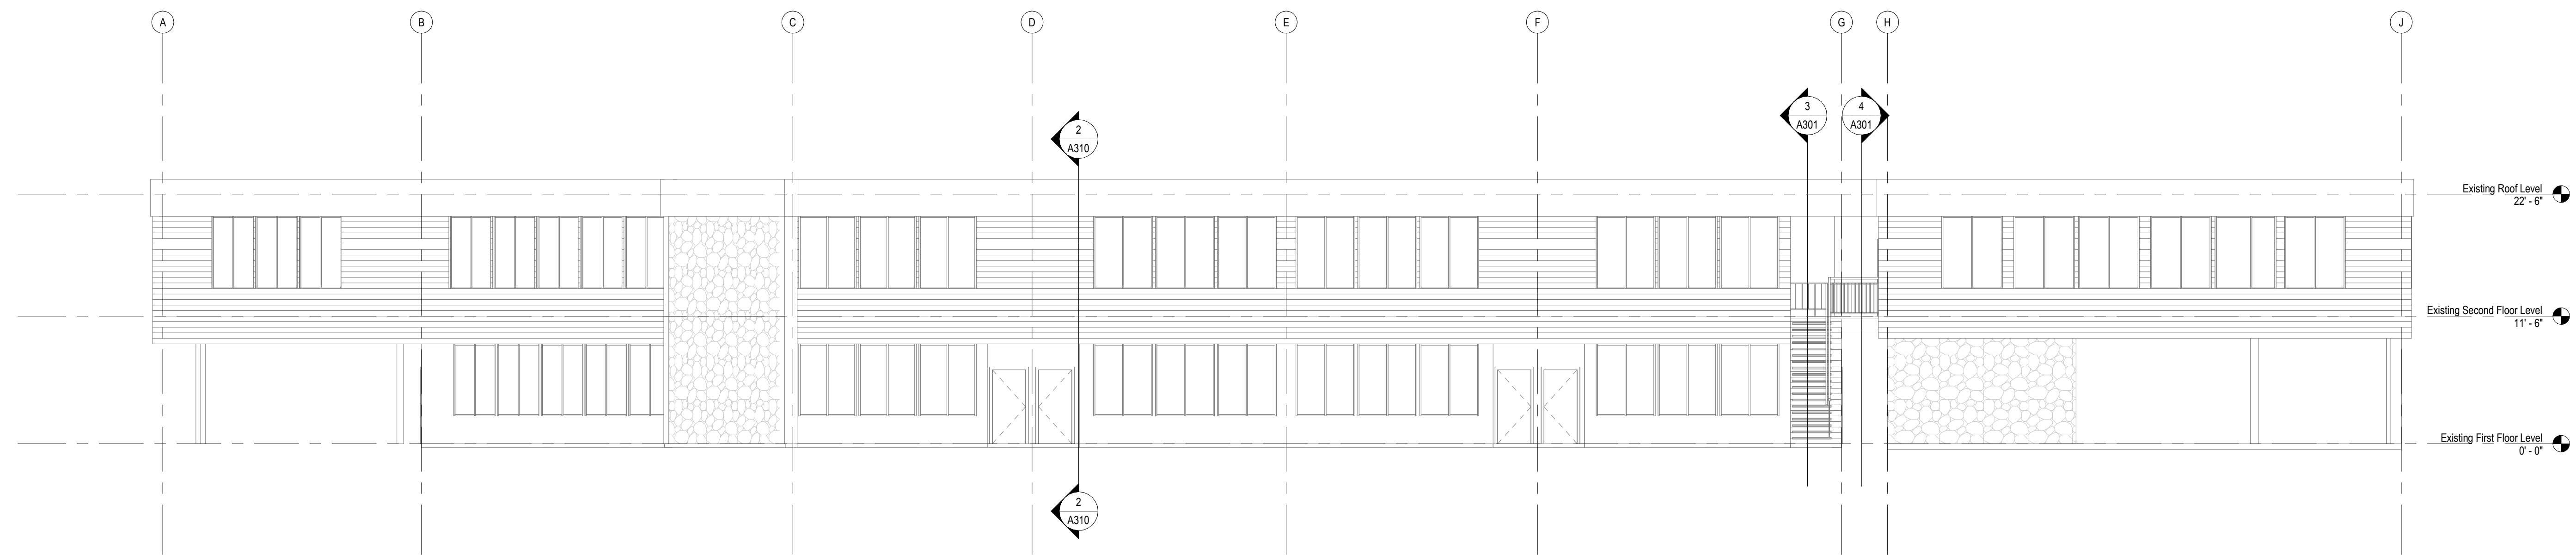 A B C D E F G H J
3 4
A301 A301
2
A310
Existing Roof Level
22' - 6"
Existing Second Floor Level
11' - 6"
Existing First Floor Level
0' - 0"
2
A310